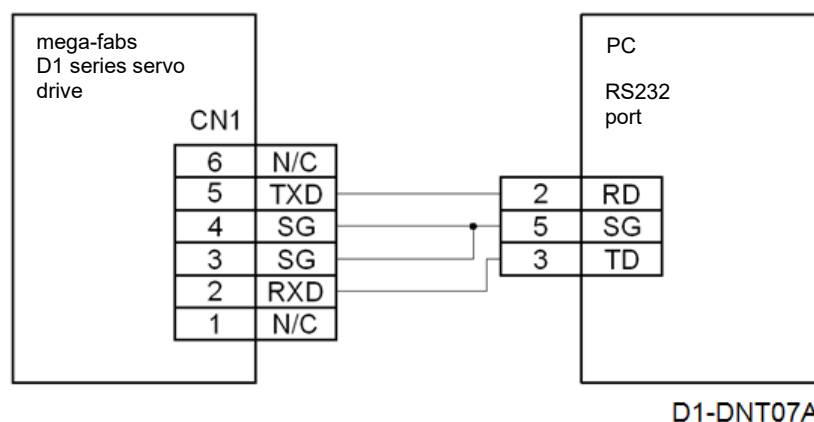 mega-fabs
D1 series servo
drive
CN1
6 N/C
5 TXD
4 SG
3 SG
2 RXD
1 N/C
PC
RS232
port
2 RD
5 SG
3 TD
D1-DNT07A